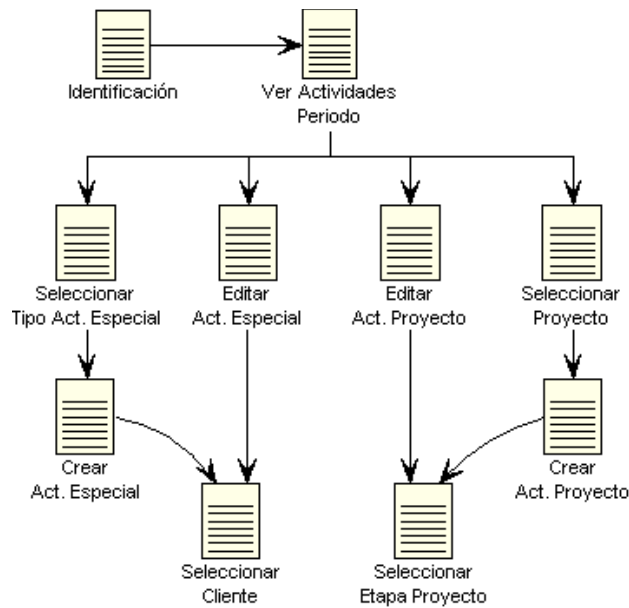 Identificación
Ver Actividades
Periodo
Seleccionar
Tipo Act. Especial
Editar
Act. Especial
Editar
Act. Proyecto
Seleccionar
Proyecto
Crear
Act. Especial
Crear
Act. Proyecto
Seleccionar
Cliente
Seleccionar
Etapa Proyecto